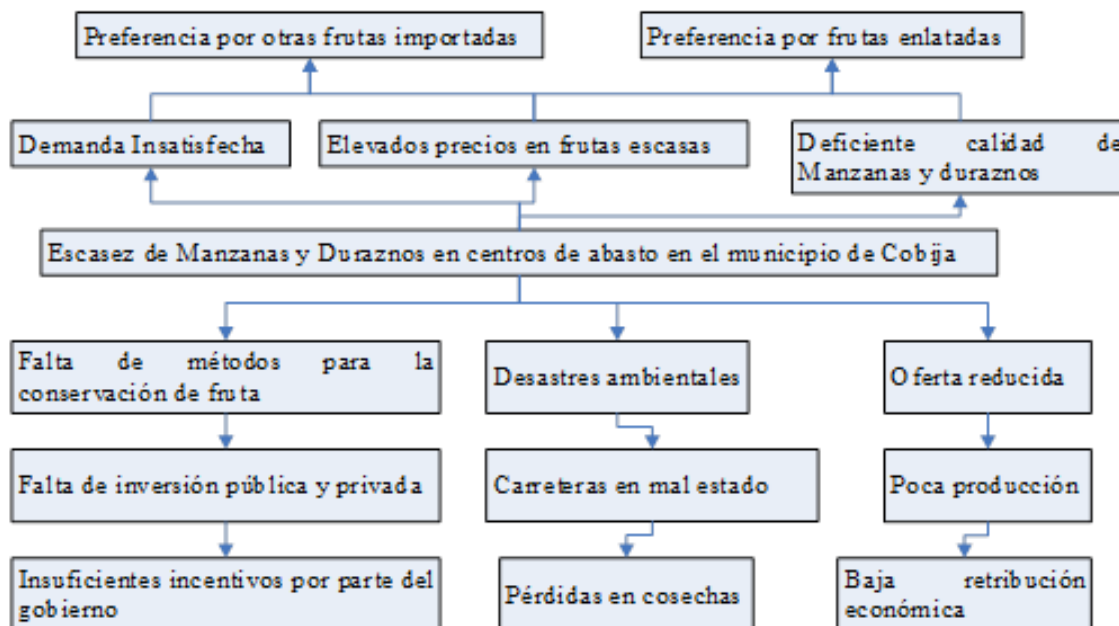 Preferencia por otras frutas importadas
Preferencia por frutas enlatadas
Demanda Insatisfecha
Elevados precios en frutas escasas
Deficiente calidad de
Manzanas y duraznos
Escasez de Manzanas y Duraznos en centros de abasto en el municipio de Cobija
Falta de métodos para la
conservación de fruta
Desastres ambientales
Oferta reducida
Falta de inversión pública y privada
Carreteras en mal estado
Poca producción
Insuficientes incentivos por parte del
gobierno
Pérdidas en cosechas
Baja retribución
económica